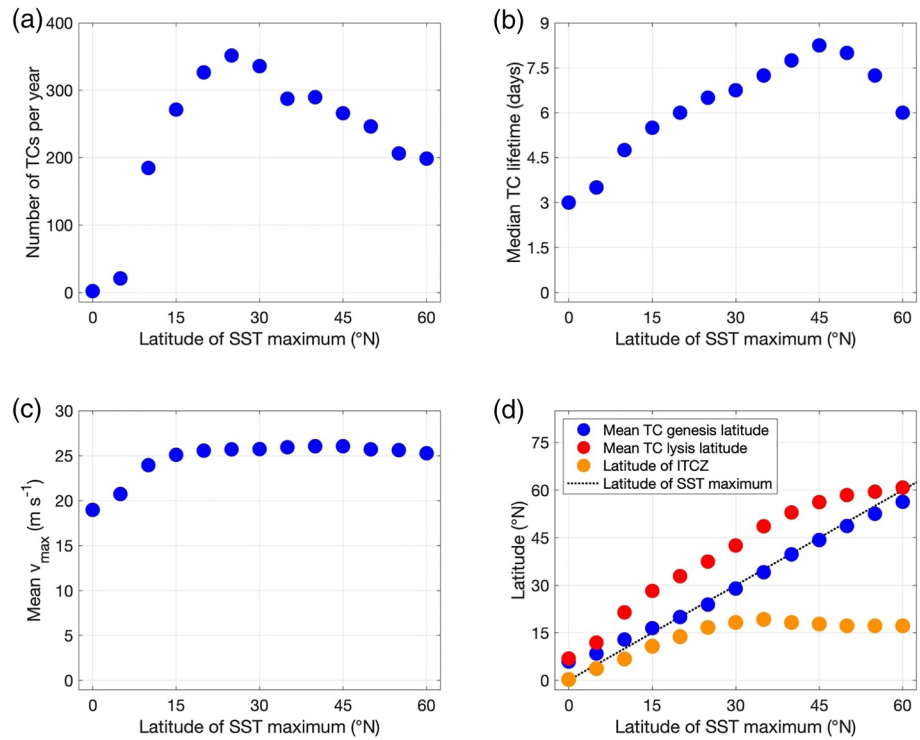 (a)
400
300
200
100
0
Number of TCs per year
0 15 30 45 60
Latitude of SST maximum (°N)
(b)
9
7.5
6
4.5
3
1.5
0
Median TC lifetime (days)
0 15 30 45 60
Latitude of SST maximum (°N)
(c)
30
25
20
15
10
5
0
Mean vmax (m s⁻¹)
0 15 30 45 60
Latitude of SST maximum (°N)
(d)
Mean TC genesis latitude
Mean TC lysis latitude
Latitude of ITCZ
Latitude of SST maximum
75
60
45
30
15
0
Latitude (°N)
0 15 30 45 60
Latitude of SST maximum (°N)